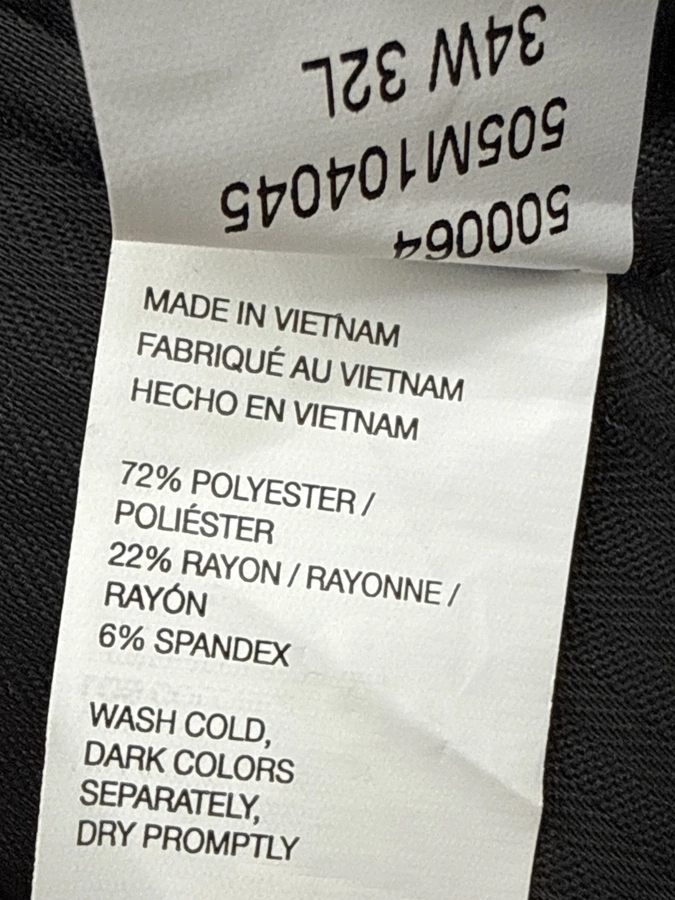 34W 32L
505M104045
500064
MADE IN VIETNAM
FABRIQUÉ AU VIETNAM
HECHO EN VIETNAM
72% POLYESTER /
POLIÉSTER
22% RAYON / RAYONNE /
RAYÓN
6% SPANDEX
WASH COLD,
DARK COLORS
SEPARATELY,
DRY PROMPTLY